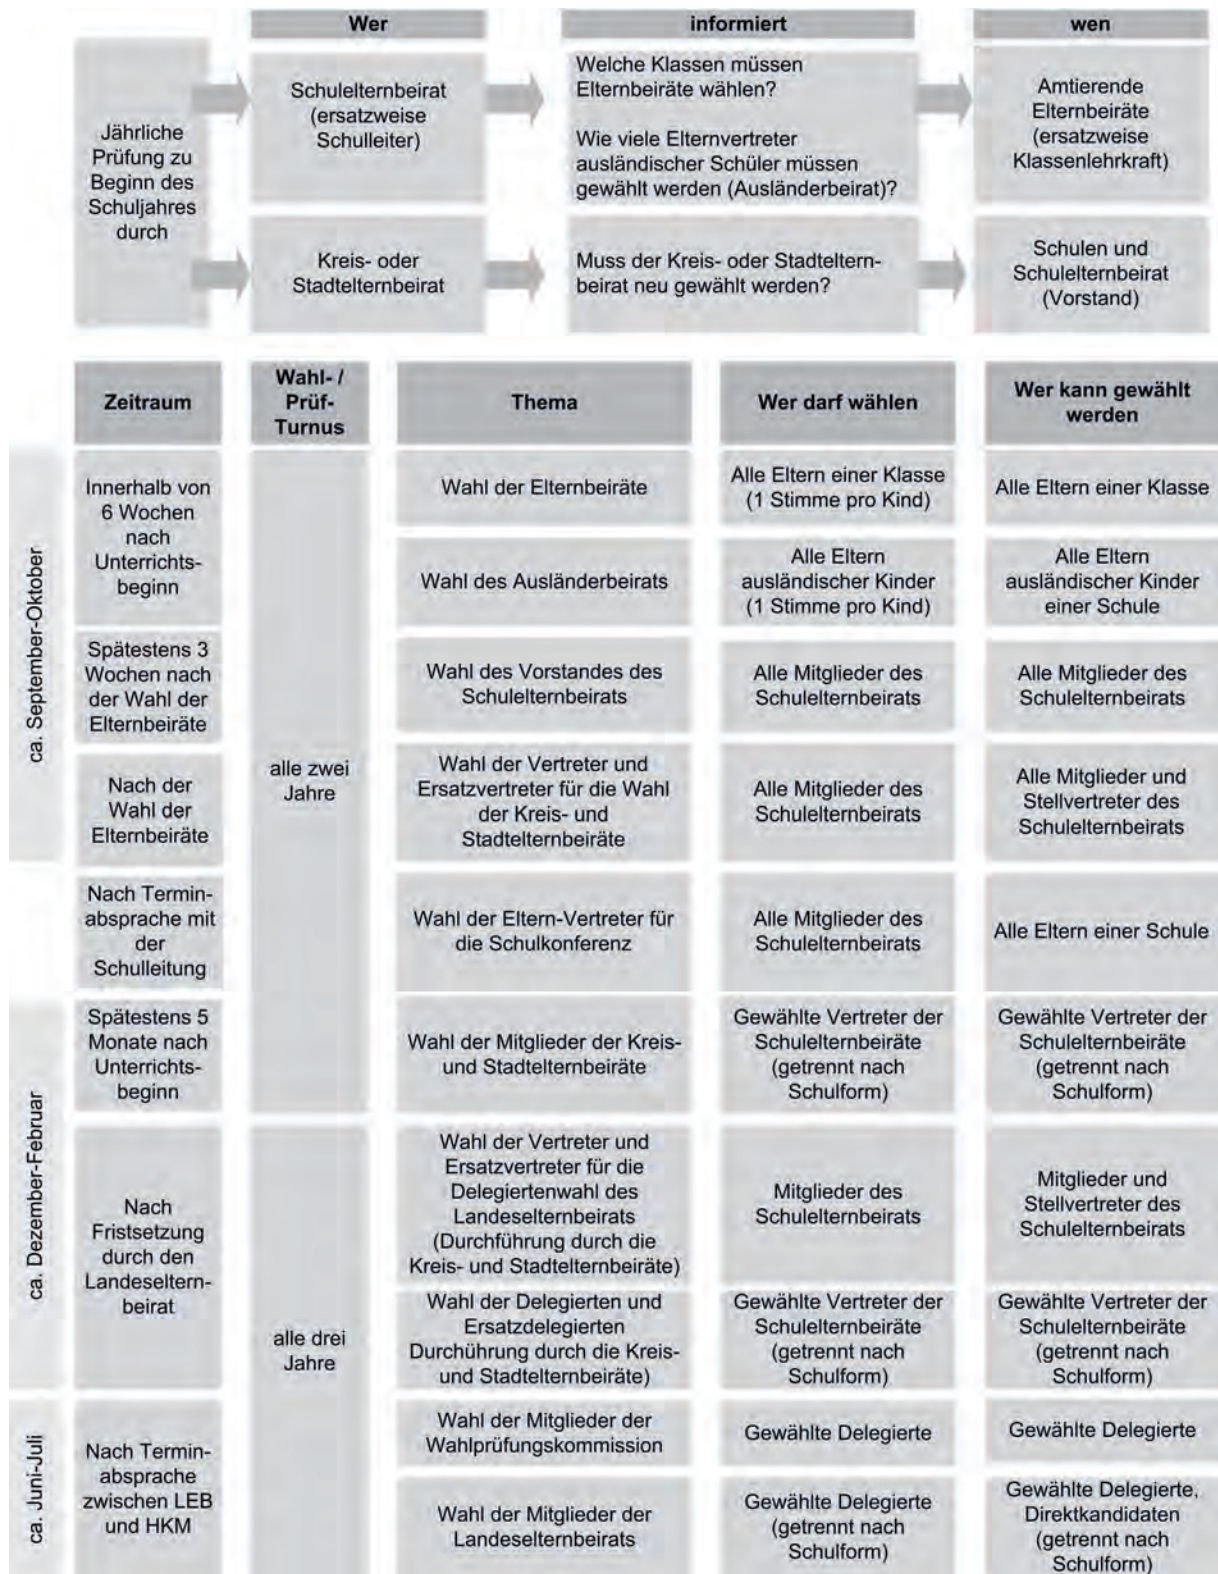 Wer
informiert
wen
Jährliche
Prüfung zu
Beginn des
Schuljahres
durch
Schulelternbeirat
(ersatzweise
Schulleiter)
Welche Klassen müssen
Elternbeiräte wählen?
Wie viele Elternvertreter
ausländischer Schüler müssen
gewählt werden (Ausländerbeirat)?
Amtierende
Elternbeiräte
(ersatzweise
Klassenlehrkraft)
Kreis- oder
Stadtelternbeirat
Muss der Kreis- oder Stadteltern-
beirat neu gewählt werden?
Schulen und
Schulelternbeirat
(Vorstand)
Zeitraum
Wahl- /
Prüf-
Turnus
Thema
Wer darf wählen
Wer kann gewählt
werden
ca. September-Oktober
Innerhalb von
6 Wochen
nach
Unterrichts-
beginn
alle zwei
Jahre
Wahl der Elternbeiräte
Alle Eltern einer Klasse
(1 Stimme pro Kind)
Alle Eltern einer Klasse
Wahl des Ausländerbeirats
Alle Eltern
ausländischer Kinder
(1 Stimme pro Kind)
Alle Eltern
ausländischer Kinder
einer Schule
Spätestens 3
Wochen nach
der Wahl der
Elternbeiräte
Wahl des Vorstandes des
Schulelternbeirats
Alle Mitglieder des
Schulelternbeirats
Alle Mitglieder des
Schulelternbeirats
Nach der
Wahl der
Elternbeiräte
Wahl der Vertreter und
Ersatzvertreter für die Wahl
der Kreis- und
Stadtelternbeiräte
Alle Mitglieder des
Schulelternbeirats
Alle Mitglieder und
Stellvertreter des
Schulelternbeirats
Nach Termin-
absprache mit
der
Schulleitung
Wahl der Eltern-Vertreter für
die Schulkonferenz
Alle Mitglieder des
Schulelternbeirats
Alle Eltern einer Schule
ca. Dezember-Februar
Spätestens 5
Monate nach
Unterrichts-
beginn
Wahl der Mitglieder der Kreis-
und Stadtelternbeiräte
Gewählte Vertreter der
Schulelternbeiräte
(getrennt nach
Schulform)
Gewählte Vertreter der
Schulelternbeiräte
(getrennt nach
Schulform)
Nach
Fristsetzung
durch den
Landeseltern-
beirat
alle drei
Jahre
Wahl der Vertreter und
Ersatzvertreter für die
Delegiertenwahl des
Landeselternbeirats
(Durchführung durch die
Kreis- und Stadtelternbeiräte)
Mitglieder des
Schulelternbeirats
Mitglieder und
Stellvertreter des
Schulelternbeirats
Wahl der Delegierten und
Ersatzdelegierten
Durchührung durch die Kreis-
und Stadtelternbeiräte)
Gewählte Vertreter der
Schulelternbeiräte
(getrennt nach
Schulform)
Gewählte Vertreter der
Schulelternbeiräte
(getrennt nach
Schulform)
ca. Juni-Juli
Nach Termin-
absprache
zwischen LEB
und HKM
Wahl der Mitglieder der
Wahlprüfungskommission
Gewählte Delegierte
Gewählte Delegierte
Wahl der Mitglieder der
Landeselternbeirats
Gewählte Delegierte
(getrennt nach
Schulform)
Gewählte Delegierte,
Direktkandidaten
(getrennt nach
Schulform)